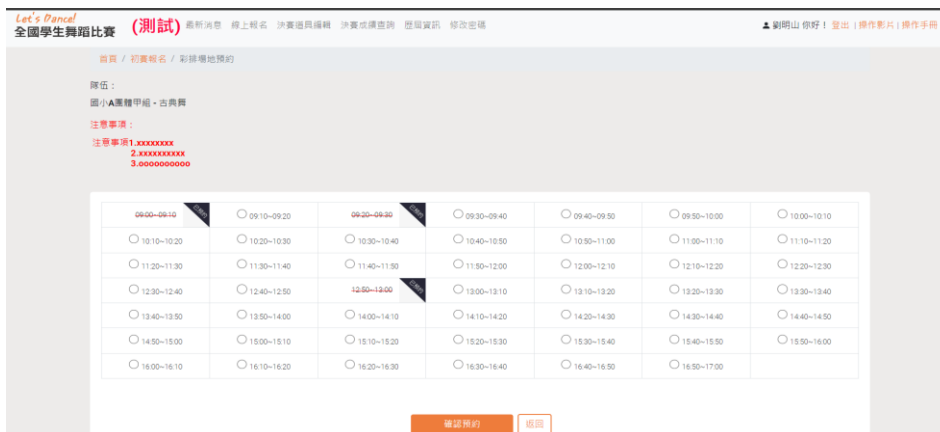 Let's Dance!
全國學生舞蹈比賽 (測試) 最新消息 線上報名 決賽道具編輯 決賽成績查詢 歷屆資訊 修改密碼 劉明山 你好! 登出 | 操作影片 | 操作手冊
首頁 / 初賽報名 / 彩排場地預約
隊伍:
國小A團體甲組 - 古典舞
注意事項:
注意事項1.xxxxxxxx
2.xxxxxxxxxx
3.oooooooooo
09:00~09:10 已預約 09:10~09:20 09:20~09:30 已預約 09:30~09:40 09:40~09:50 09:50~10:00 10:00~10:10
10:10~10:20 10:20~10:30 10:30~10:40 10:40~10:50 10:50~11:00 11:00~11:10 11:10~11:20
11:20~11:30 11:30~11:40 11:40~11:50 11:50~12:00 12:00~12:10 12:10~12:20 12:20~12:30
12:30~12:40 12:40~12:50 12:50~13:00 已預約 13:00~13:10 13:10~13:20 13:20~13:30 13:30~13:40
13:40~13:50 13:50~14:00 14:00~14:10 14:10~14:20 14:20~14:30 14:30~14:40 14:40~14:50
14:50~15:00 15:00~15:10 15:10~15:20 15:20~15:30 15:30~15:40 15:40~15:50 15:50~16:00
16:00~16:10 16:10~16:20 16:20~16:30 16:30~16:40 16:40~16:50 16:50~17:00
確認預約 返回